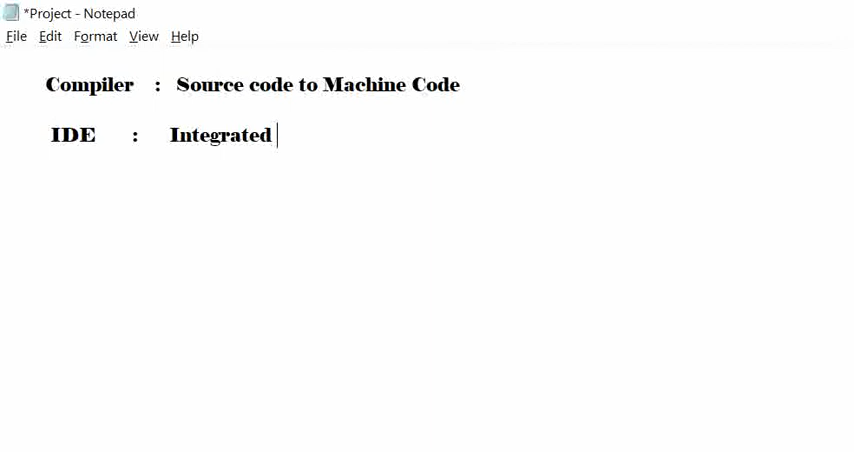 *Project - Notepad
File Edit Format View Help
Compiler : Source code to Machine Code
IDE : Integrated